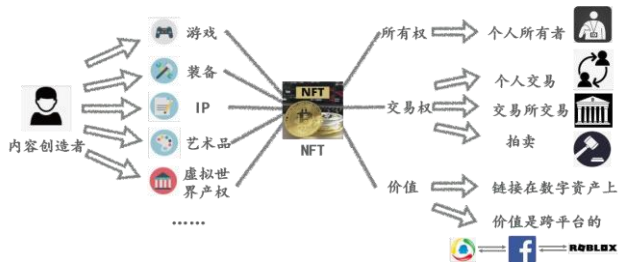 游戏
所有权
个人所有者
装备
个人交易
NFT
IP
交易权
交易所交易
内容创造者
艺术品
NFT
拍卖
虚拟世
界产权
价值
链接在数字资产上
……
价值是跨平台的
ROBLOX